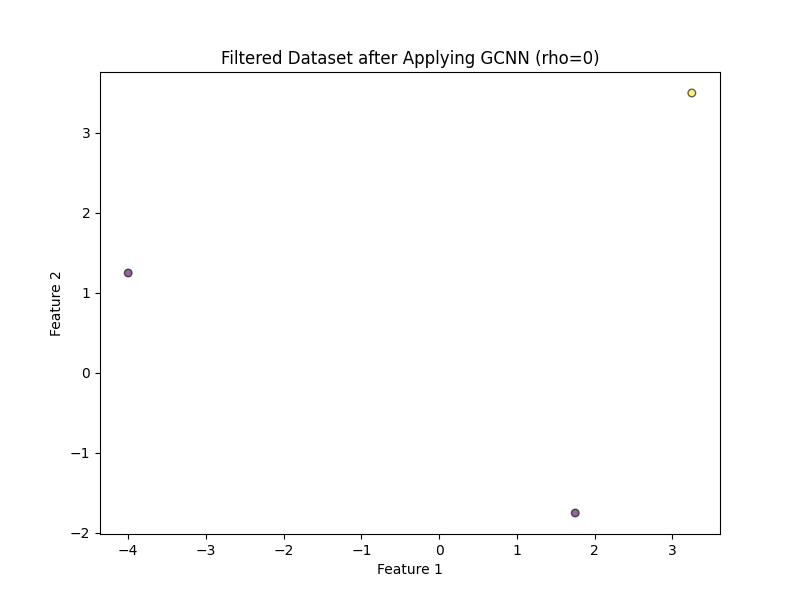 Filtered Dataset after Applying GCNN (rho=0)
3
2
1
0
−1
−2
Feature 2
−4 −3 −2 −1 0 1 2 3
Feature 1